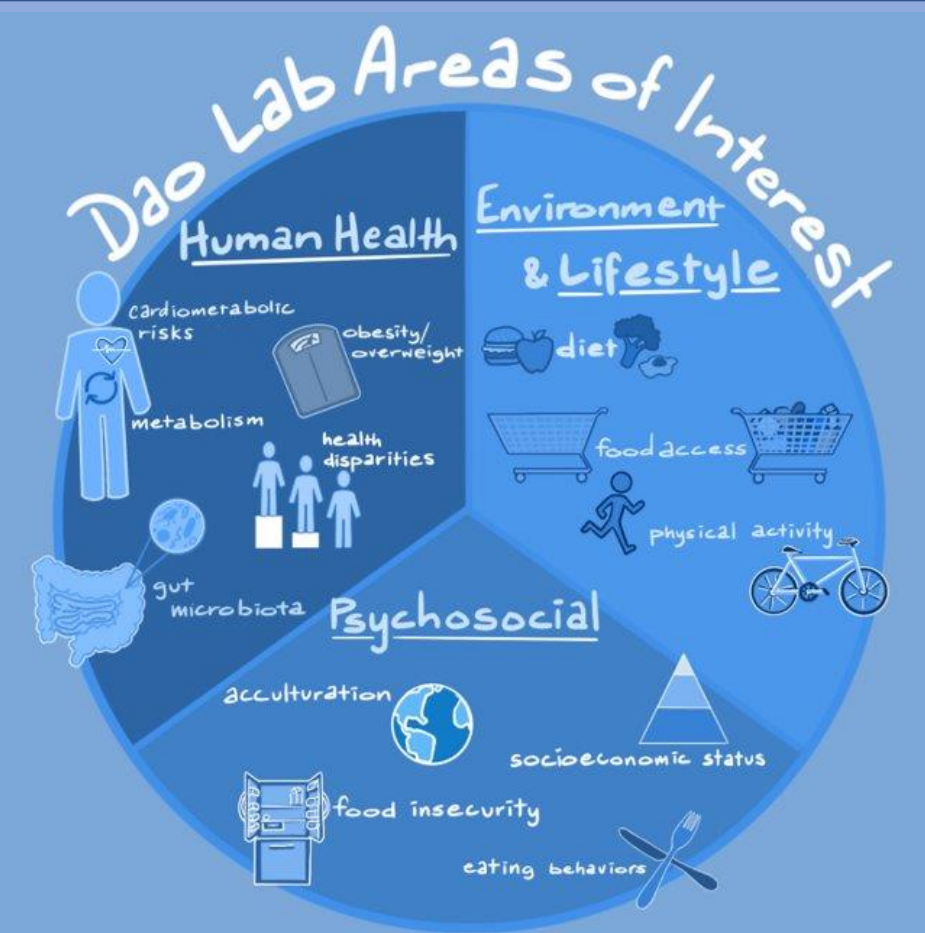 Dao Lab Areas of Interest
Human Health
cardiometabolic
risks
obesity/
overweight
metabolism
health
disparities
gut
microbiota
Environment
& Lifestyle
diet
food access
physical activity
Psychosocial
acculturation
socioeconomic status
food insecurity
eating behaviors